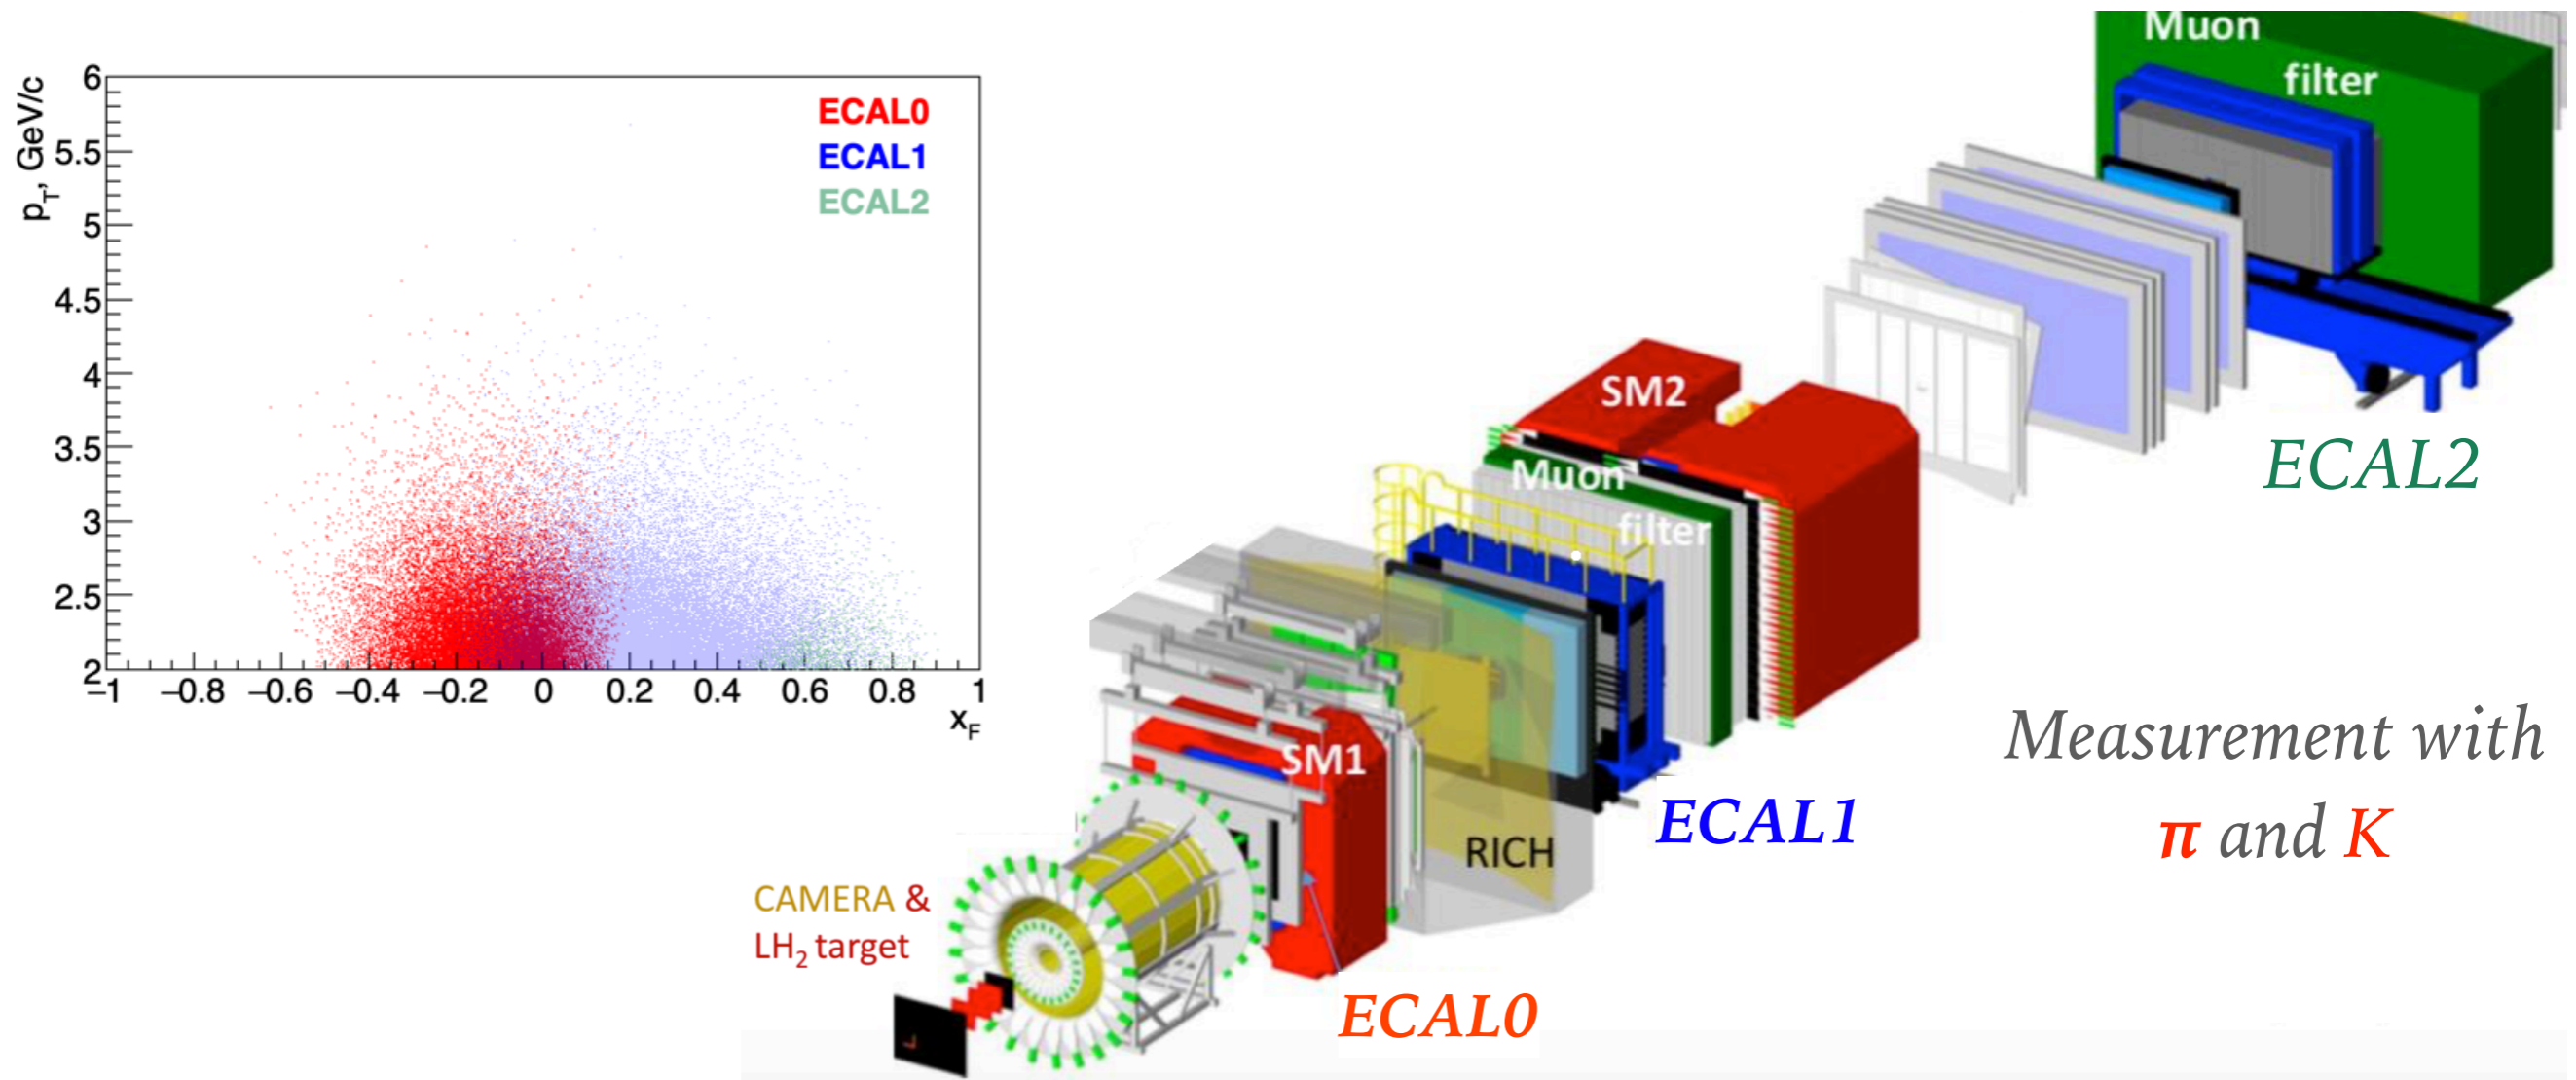 p_T, GeV/c
6
5.5
5
4.5
4
3.5
3
2.5
2
ECAL0
ECAL1
ECAL2
−1 −0.8 −0.6 −0.4 −0.2 0 0.2 0.4 0.6 0.8 1
x_F
Muon
filter
SM2
Muon
filter
ECAL2
SM1
RICH
ECAL1
CAMERA &
LH₂ target
ECAL0
Measurement with
π and K